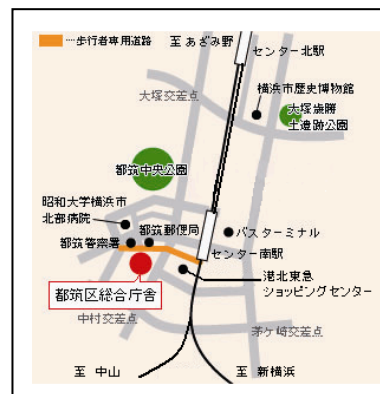 …歩行者専用道路
至あざみ野
センター北駅
大塚交差点
横浜市歴史博物館
大塚歳勝
土遺跡公園
都筑中央公園
昭和大学横浜市
北部病院
都筑郵便局
バスターミナル
都筑警察署
センター南駅
港北東急
ショッピングセンター
都筑区総合庁舎
中村交差点
茅ケ崎交差点
至 中山
至 新横浜